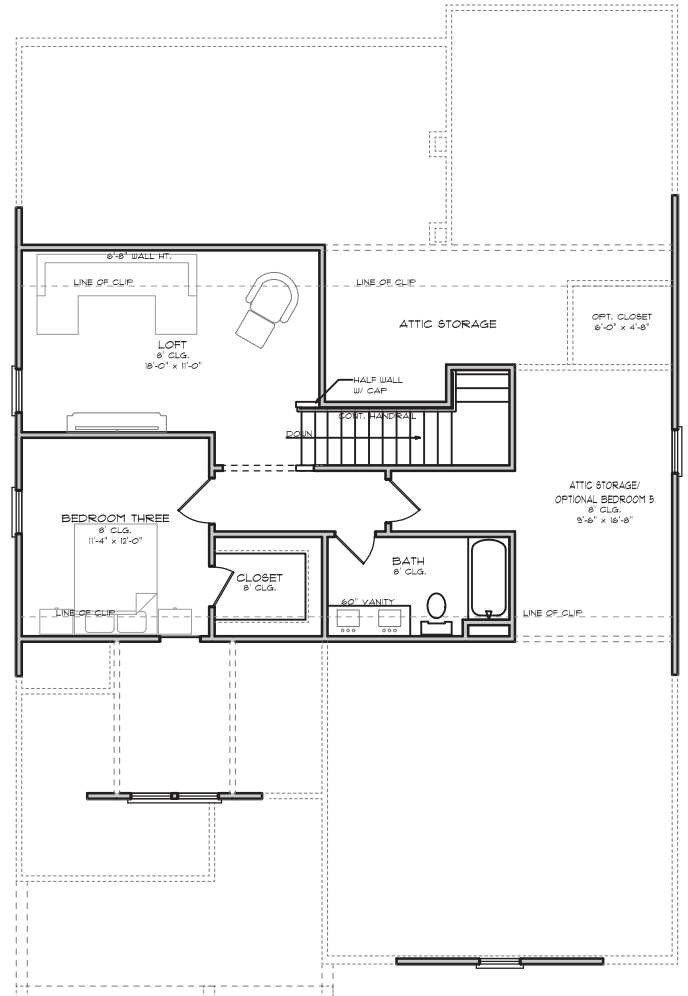 6'-8" WALL HT.
LINE OF CLIP
LINE OF CLIP
OPT. CLOSET
6'-0" x 4'-8"
ATTIC STORAGE
LOFT
8' CLG.
18'-0" x 11'-0"
HALF WALL
W/ CAP
CONT. HANDRAIL
DOWN
ATTIC STORAGE/
OPTIONAL BEDROOM 5
8' CLG.
9'-6" x 16'-8"
BEDROOM THREE
8' CLG.
11'-4" x 12'-0"
BATH
8' CLG.
CLOSET
8' CLG.
60" VANITY
LINE OF CLIP
LINE OF CLIP